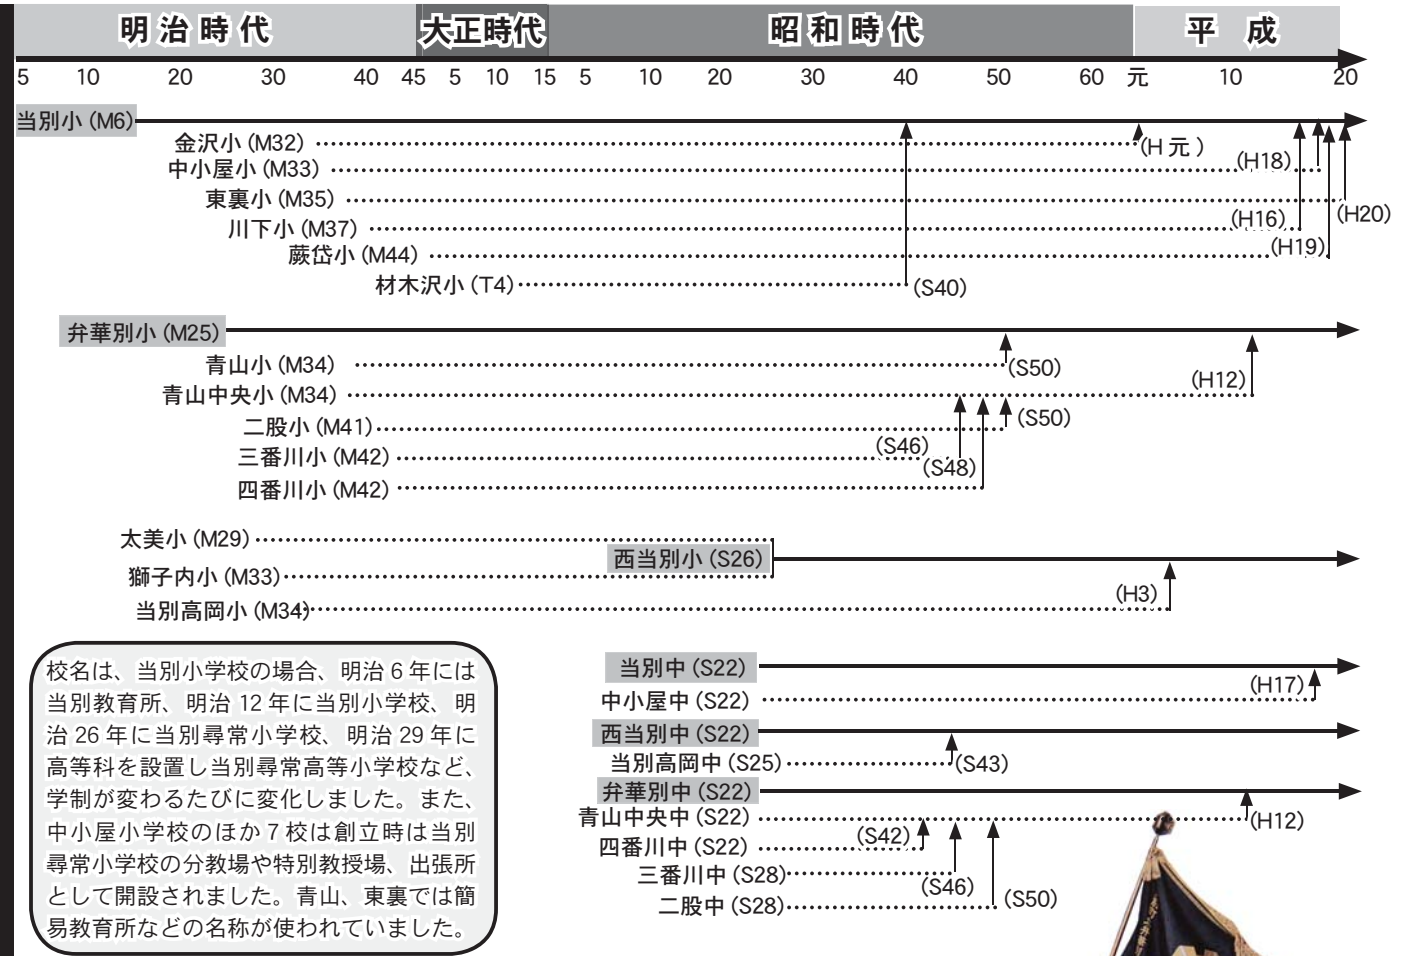 明治時代 大正時代 昭和時代 平成
5 10 20 30 40 45 5 10 15 5 10 20 30 40 50 60 元 10 20
当別小(M6)
金沢小(M32) (H元)
中小屋小(M33) (H18)
東裏小(M35) (H20)
川下小(M37) (H16)
蕨岱小(M44) (H19)
材木沢小(T4) (S40)
弁華別小(M25)
青山小(M34) (S50)
青山中央小(M34) (H12)
二股小(M41) (S50)
三番川小(M42) (S46)
四番川小(M42) (S48)
太美小(M29)
西当別小(S26)
獅子内小(M33)
当別高岡小(M34) (H3)
校名は、当別小学校の場合、明治6年には
当別教育所、明治12年に当別小学校、明
治26年に当別尋常小学校、明治29年に
高等科を設置し当別尋常高等小学校など、
学制が変わるたびに変化しました。また、
中小屋小学校のほか7校は創立時は当別
尋常小学校の分教場や特別教授場、出張所
として開設されました。青山、東裏では簡
易教育所などの名称が使われていました。
当別中(S22)
中小屋中(S22) (H17)
西当別中(S22)
当別高岡中(S25) (S43)
弁華別中(S22)
青山中央中(S22) (H12)
四番川中(S22) (S42)
三番川中(S28) (S46)
二股中(S28) (S50)